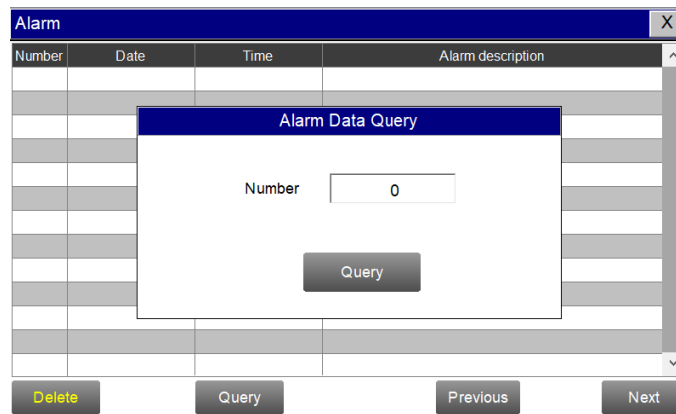 Alarm X
Number Date Time Alarm description
Alarm Data Query
Number 0
Query
Delete Query Previous Next